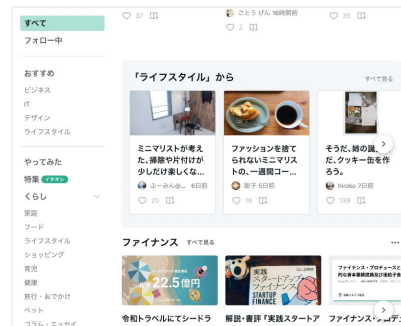 すべて
フォロー中
おすすめ
ビジネス
IT
デザイン
ライフスタイル
やってみた
特集 イチオシ
くらし
家庭
フード
ライフスタイル
ショッピング
育児
健康
旅行・おでかけ
ペット
コラム・エッセイ
37
ごとう げん 16時間前
2
35
「ライフスタイル」から
すべて見る
ミニマリストが考え
た、掃除や片付けが
少しだけ楽しくな...
ふーみん@... 6日前
20
ファッションを捨て
られないミニマリス
トの、一週間コー...
聡子 5日前
16
そうだ、姉の誕
だ、クッキー缶を作
ろう。
hiroko 7日前
139
ファイナンス すべて見る
22.5億円
令和トラベルにてシードラ
実践
スタートアップ
ファイナンス
STARTUP
FINANCE
解説・書評『実践スタートア
ファイナンス・プロデュースと
ファイナンス・プロデ